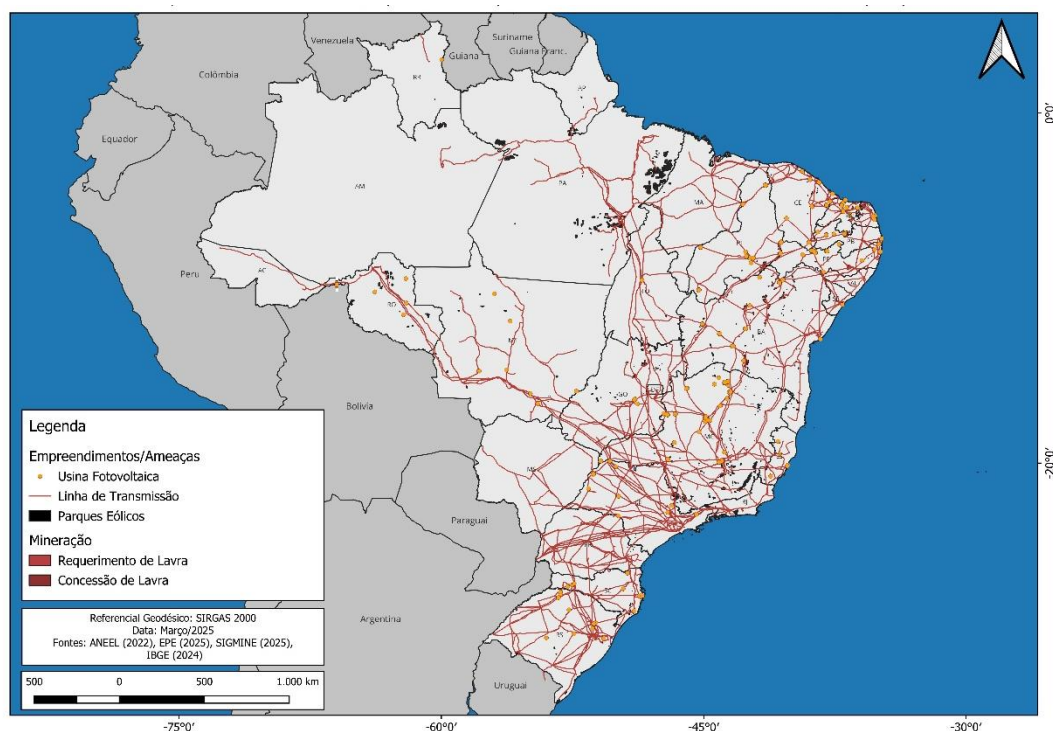 Venezuela
Suriname
Guiana
Guiana Franc.
Colômbia
RR
AP
0°0'
Equador
AM
PA
MA
CE
PB
Peru
AC
RO
MT
BA
Bolívia
GO
MG
-20°0'
MS
Paraguai
RJ
RS
Argentina
Uruguai
Legenda
Empreendimentos/Ameaças
Usina Fotovoltaica
Linha de Transmissão
Parques Eólicos
Mineração
Requerimento de Lavra
Concessão de Lavra
Referencial Geodésico: SIRGAS 2000
Data: Março/2025
Fontes: ANEEL (2022), EPE (2025), SIGMINE (2025),
IBGE (2024)
500 0 500 1.000 km
-75°0' -60°0' -45°0' -30°0'